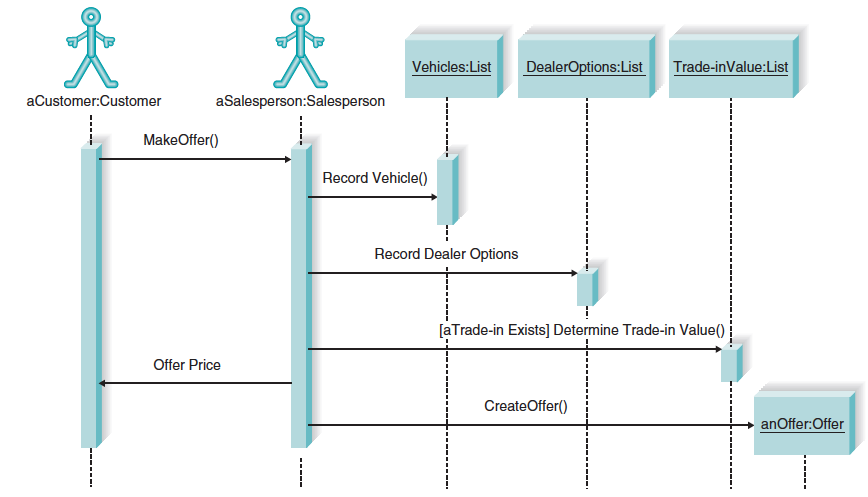 aCustomer:Customer
aSalesperson:Salesperson
Vehicles:List
DealerOptions:List
Trade-inValue:List
MakeOffer()
Record Vehicle()
Record Dealer Options
[aTrade-in Exists] Determine Trade-in Value()
Offer Price
CreateOffer()
anOffer:Offer